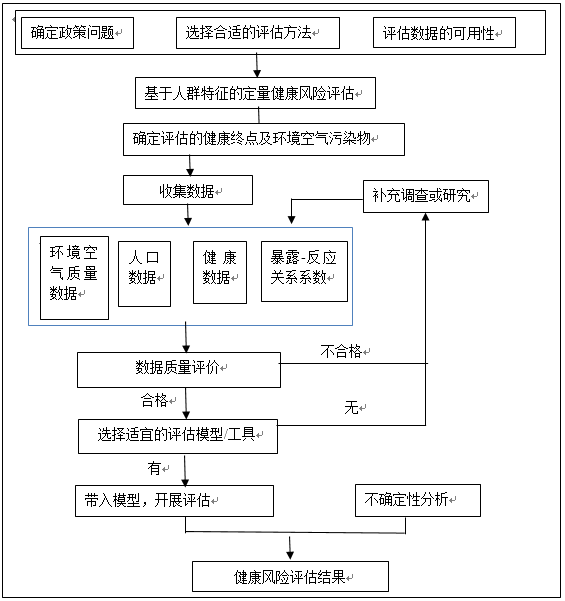 确定政策问题
选择合适的评估方法
评估数据的可用性
基于人群特征的定量健康风险评估
确定评估的健康终点及环境空气污染物
收集数据
补充调查或研究
环境空
气质量
数据
人口
数据
健康
数据
暴露-反应
关系系数
数据质量评价
不合格
合格
无
选择适宜的评估模型/工具
有
带入模型，开展评估
不确定性分析
健康风险评估结果